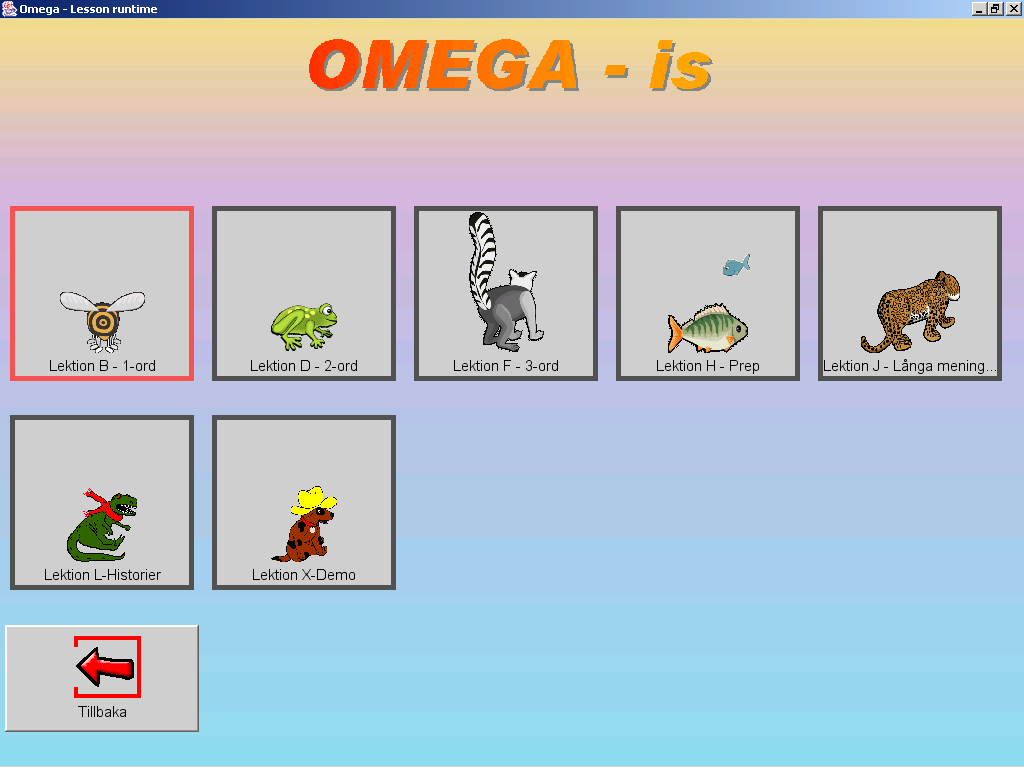 Omega - Lesson runtime
OMEGA - is
Lektion B - 1-ord
Lektion D - 2-ord
Lektion F - 3-ord
Lektion H - Prep
Lektion J - Långa mening...
Lektion L-Historier
Lektion X-Demo
Tillbaka